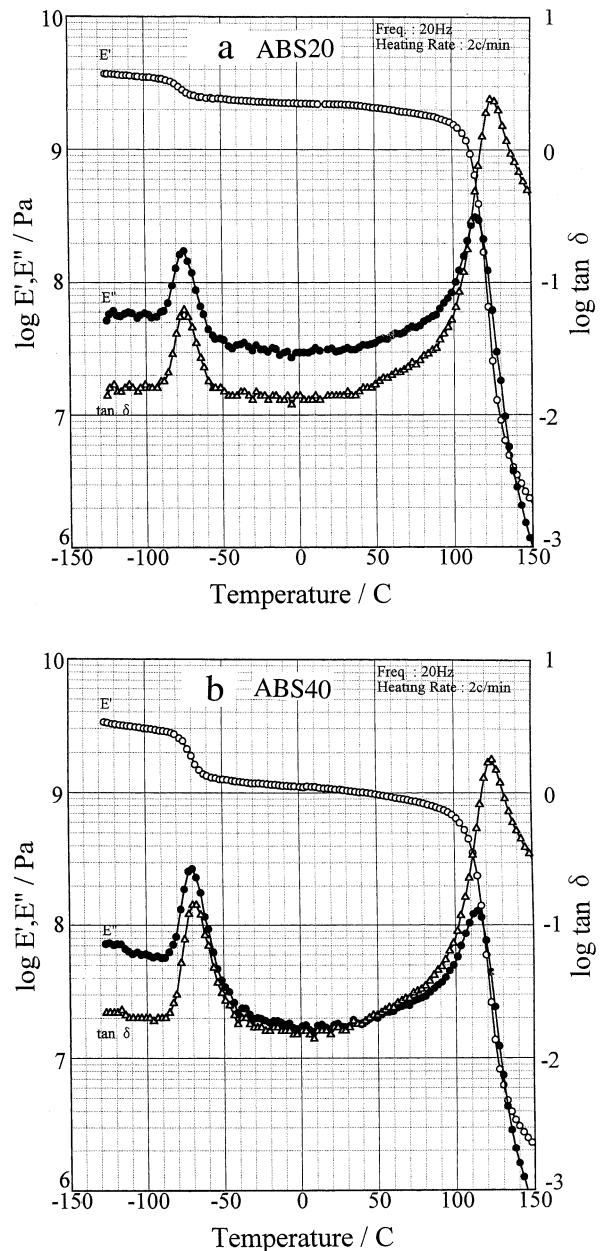 10
1
a ABS20
Freq. : 20Hz
Heating Rate : 2c/min
E'
9
0
log E',E" / Pa
log tan δ
8
-1
E"
7
-2
tan δ
6
-3
-150 -100 -50 0 50 100 150
Temperature / C
10
1
b ABS40
Freq. : 20Hz
Heating Rate : 2c/min
E'
9
0
log E',E" / Pa
log tan δ
8
-1
E"
7
-2
tan δ
6
-3
-150 -100 -50 0 50 100 150
Temperature / C